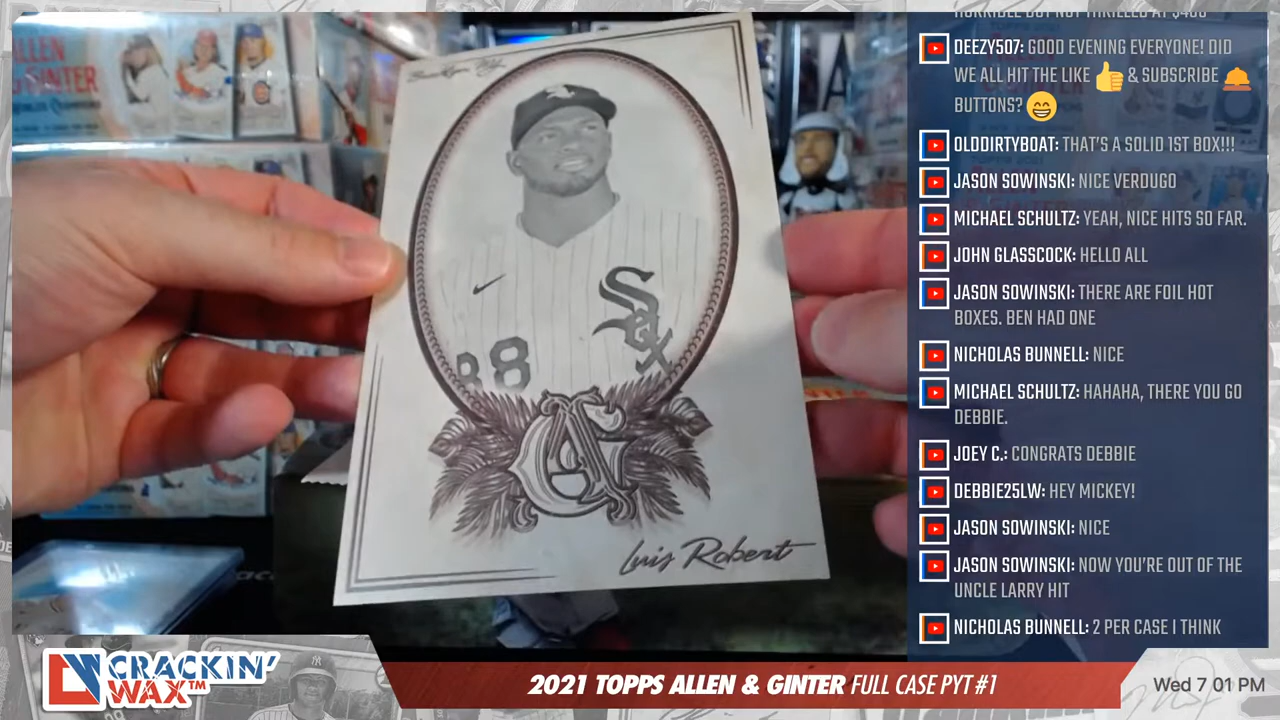 ALLEN
GINTER
Sox
88
AG
Luis Robert
DEEZY507: GOOD EVENING EVERYONE! DID
WE ALL HIT THE LIKE 👍 & SUBSCRIBE 🛎️
BUTTONS? 😁
OLDDIRTYBOAT: THAT'S A SOLID 1ST BOX!!!
JASON SOWINSKI: NICE VERDUGO
MICHAEL SCHULTZ: YEAH, NICE HITS SO FAR.
JOHN GLASSCOCK: HELLO ALL
JASON SOWINSKI: THERE ARE FOIL HOT
BOXES. BEN HAD ONE
NICHOLAS BUNNELL: NICE
MICHAEL SCHULTZ: HAHAHA, THERE YOU GO
DEBBIE.
JOEY C.: CONGRATS DEBBIE
DEBBIE25LW: HEY MICKEY!
JASON SOWINSKI: NICE
JASON SOWINSKI: NOW YOU'RE OUT OF THE
UNCLE LARRY HIT
NICHOLAS BUNNELL: 2 PER CASE I THINK
CRACKIN'
WAX™
2021 TOPPS ALLEN & GINTER FULL CASE PYT #1
Wed 7 01 PM